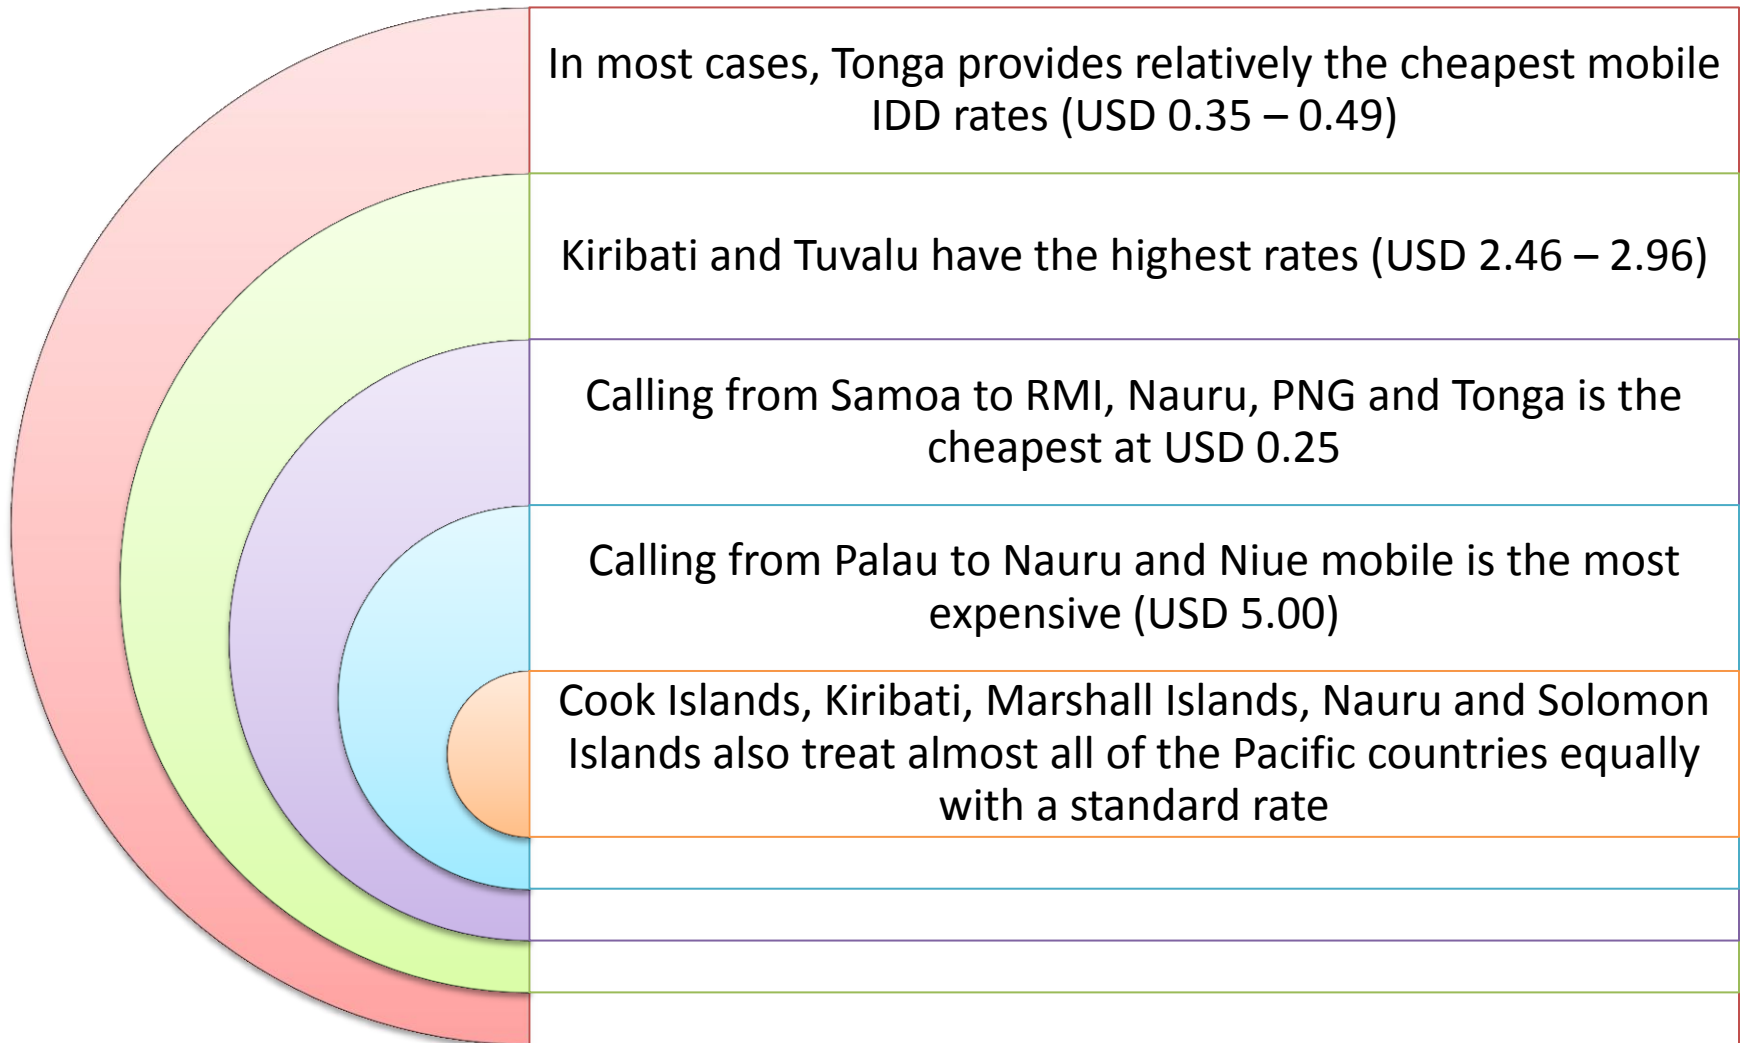 In most cases, Tonga provides relatively the cheapest mobile
IDD rates (USD 0.35 – 0.49)
Kiribati and Tuvalu have the highest rates (USD 2.46 – 2.96)
Calling from Samoa to RMI, Nauru, PNG and Tonga is the
cheapest at USD 0.25
Calling from Palau to Nauru and Niue mobile is the most
expensive (USD 5.00)
Cook Islands, Kiribati, Marshall Islands, Nauru and Solomon
Islands also treat almost all of the Pacific countries equally
with a standard rate